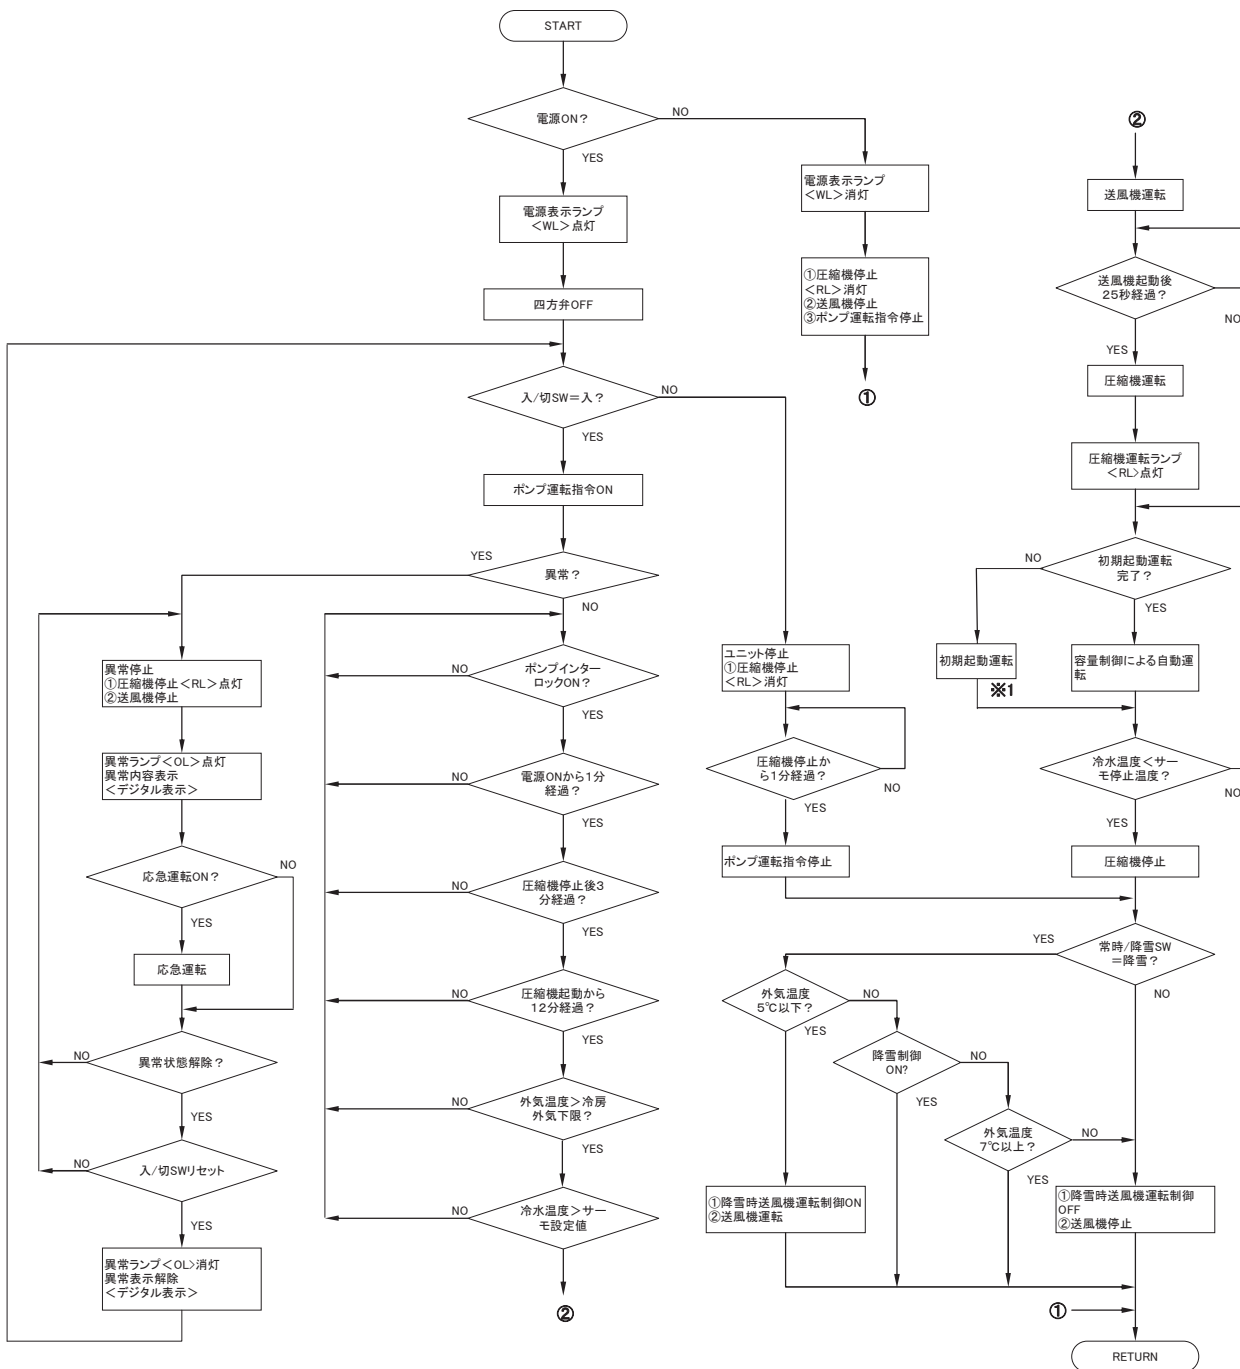 START
電源ON？
NO
YES
電源表示ランプ
＜WL＞点灯
四方弁OFF
入/切SW＝入？
NO
YES
ポンプ運転指令ON
YES
異常？
NO
異常停止
①圧縮機停止＜RL＞点灯
②送風機停止
異常ランプ＜OL＞点灯
異常内容表示
＜デジタル表示＞
応急運転ON？
NO
YES
応急運転
NO
異常状態解除？
YES
NO
入/切SWリセット
YES
異常ランプ＜OL＞消灯
異常表示解除
＜デジタル表示＞
NO
ポンプインター
ロックON？
YES
NO
電源ONから1分
経過？
YES
NO
圧縮機停止後3
分経過？
YES
NO
圧縮機起動から
12分経過？
YES
NO
外気温度＞冷房
外気下限？
YES
NO
冷水温度＞サー
モ設定値
②
電源表示ランプ
＜WL＞消灯
①圧縮機停止
＜RL＞消灯
②送風機停止
③ポンプ運転指令停止
①
ユニット停止
①圧縮機停止
＜RL＞消灯
圧縮機停止か
ら1分経過？
NO
YES
ポンプ運転指令停止
②
送風機運転
送風機起動後
25秒経過？
NO
YES
圧縮機運転
圧縮機運転ランプ
＜RL＞点灯
NO
初期起動運転
完了？
YES
初期起動運転
※1
容量制御による自動運
転
冷水温度＜サー
モ停止温度？
NO
YES
圧縮機停止
YES
常時/降雪SW
＝降雪？
NO
外気温度
5℃以下？
NO
YES
降雪制御
ON?
NO
YES
外気温度
7℃以上？
NO
YES
①降雪時送風機運転制御ON
②送風機運転
①降雪時送風機運転制御
OFF
②送風機停止
①
RETURN